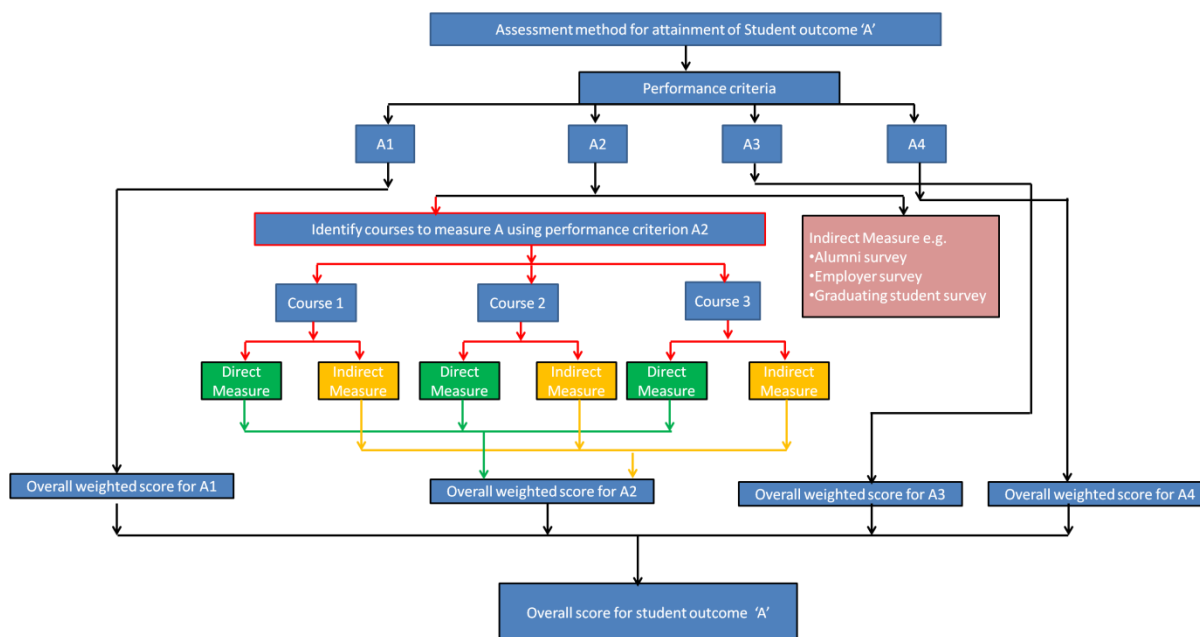 Assessment method for attainment of Student outcome ‘A’
Performance criteria
A1
A2
A3
A4
Identify courses to measure A using performance criterion A2
Indirect Measure e.g.
•Alumni survey
•Employer survey
•Graduating student survey
Course 1
Course 2
Course 3
Direct
Measure
Indirect
Measure
Direct
Measure
Indirect
Measure
Direct
Measure
Indirect
Measure
Overall weighted score for A1
Overall weighted score for A2
Overall weighted score for A3
Overall weighted score for A4
Overall score for student outcome ‘A’